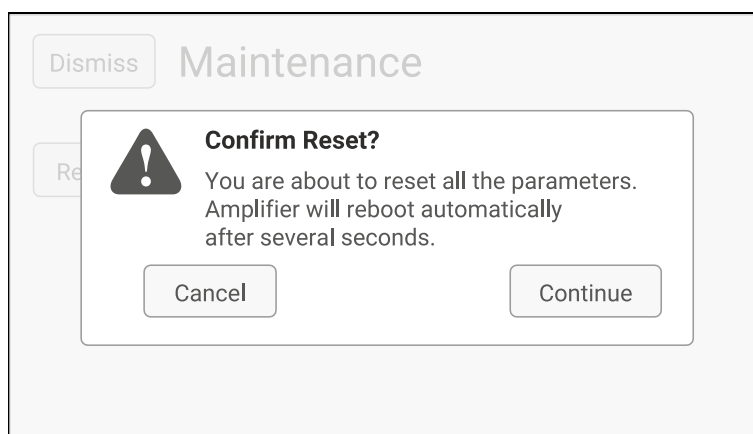 Dismiss Maintenance
Re
Confirm Reset?
You are about to reset all the parameters.
Amplifier will reboot automatically
after several seconds.
Cancel Continue